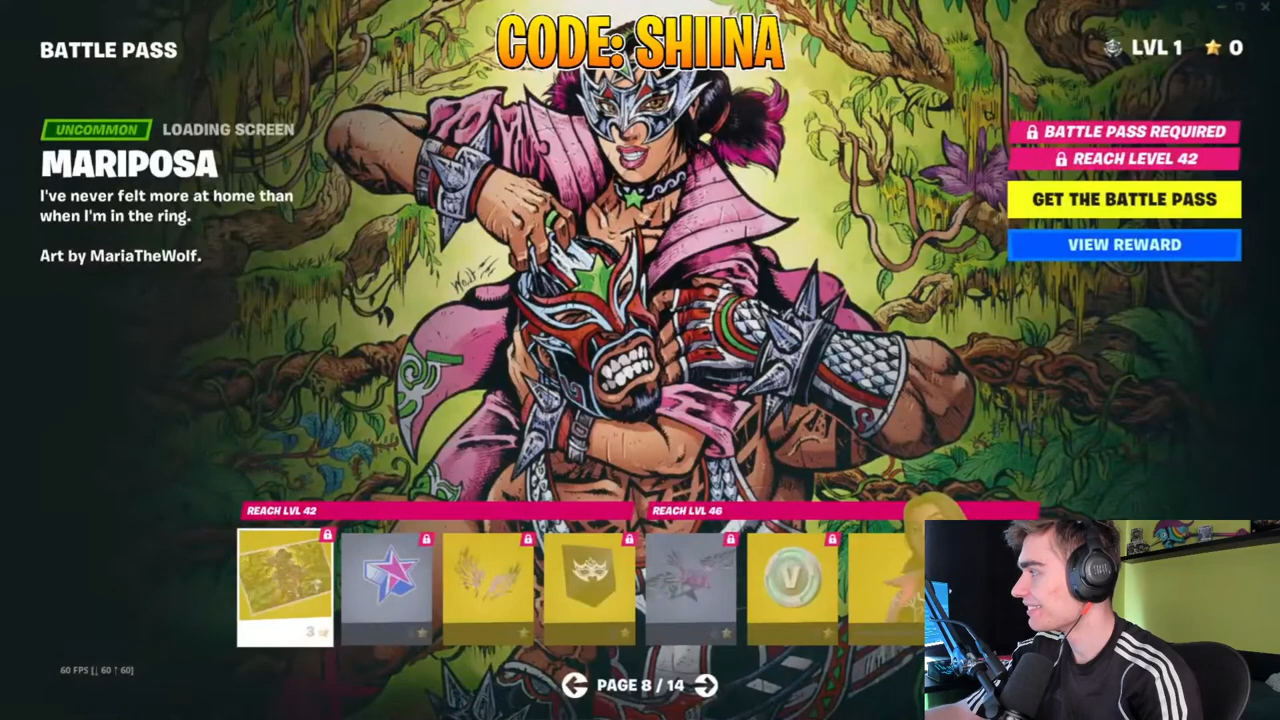 BATTLE PASS
CODE: SHIINA
LVL 1
0
UNCOMMON LOADING SCREEN
MARIPOSA
I've never felt more at home than
when I'm in the ring.
Art by MariaTheWolf.
BATTLE PASS REQUIRED
REACH LEVEL 42
GET THE BATTLE PASS
VIEW REWARD
REACH LVL 42
REACH LVL 46
3
V
PAGE 8 / 14
60 FPS [↓ 60 ↑ 60]